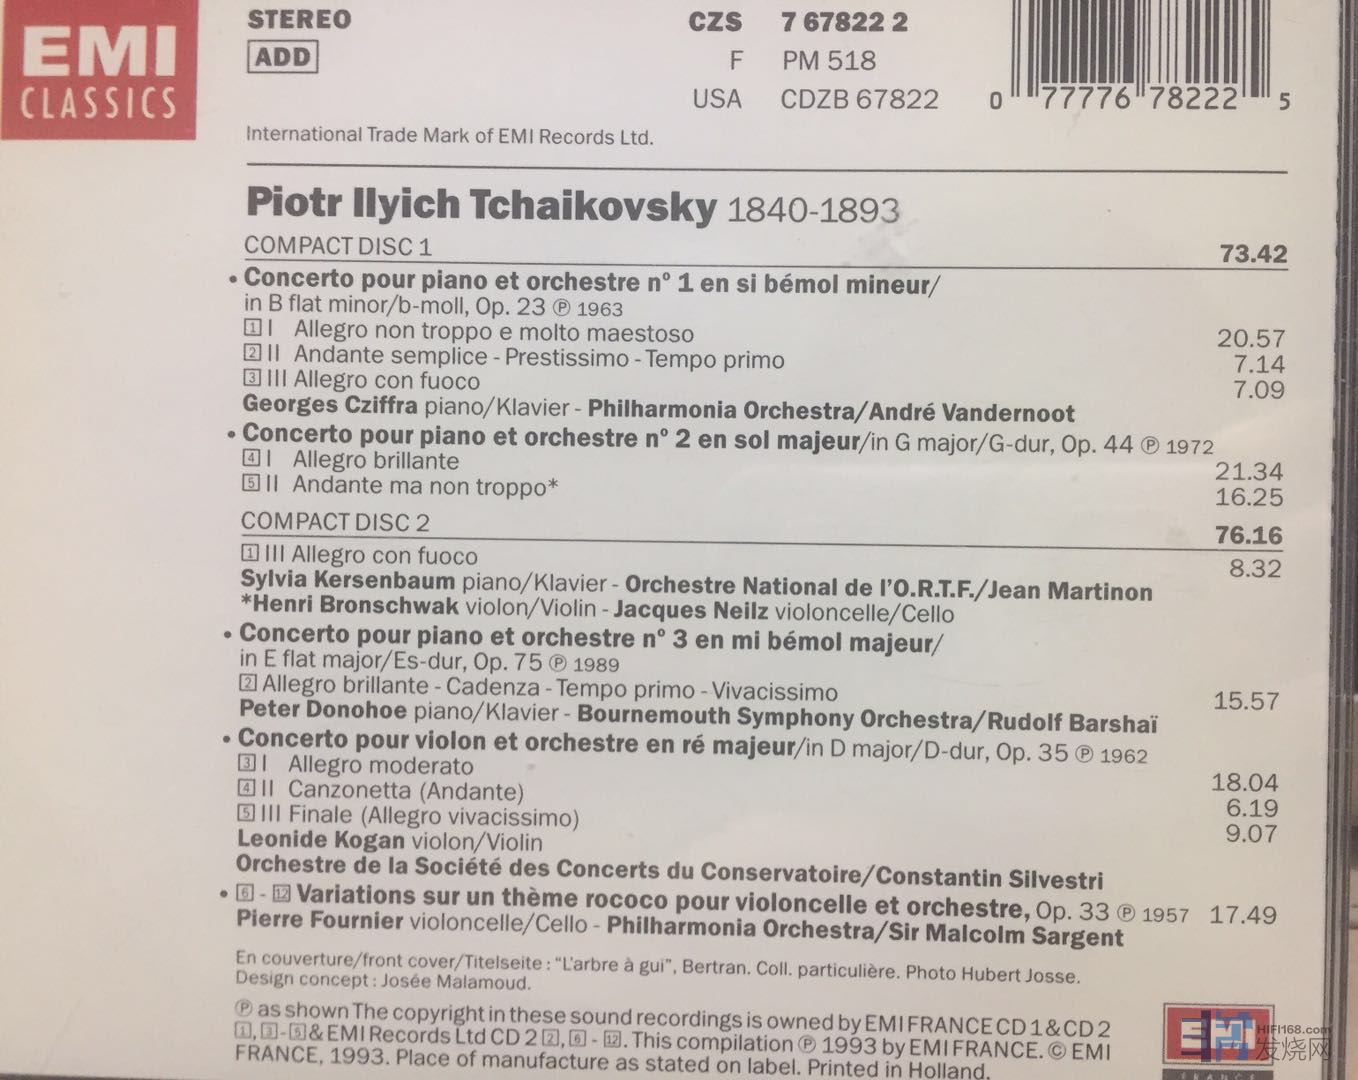 EMI
CLASSICS
STEREO
ADD
CZS 7 67822 2
F PM 518
USA CDZB 67822
0 77776 78222 5
International Trade Mark of EMI Records Ltd.
Piotr Ilyich Tchaikovsky 1840-1893
COMPACT DISC 1 73.42
• Concerto pour piano et orchestre nº 1 en si bémol mineur/
in B flat minor/b-moll, Op. 23 ℗ 1963
1 I Allegro non troppo e molto maestoso 20.57
2 II Andante semplice - Prestissimo - Tempo primo 7.14
3 III Allegro con fuoco 7.09
Georges Cziffra piano/Klavier - Philharmonia Orchestra/André Vandernoot
• Concerto pour piano et orchestre nº 2 en sol majeur/in G major/G-dur, Op. 44 ℗ 1972
4 I Allegro brillante 21.34
5 II Andante ma non troppo* 16.25
COMPACT DISC 2 76.16
1 III Allegro con fuoco 8.32
Sylvia Kersenbaum piano/Klavier - Orchestre National de l'O.R.T.F./Jean Martinon
*Henri Bronschwak violon/Violin - Jacques Neilz violoncelle/Cello
• Concerto pour piano et orchestre nº 3 en mi bémol majeur/
in E flat major/Es-dur, Op. 75 ℗ 1989
2 Allegro brillante - Cadenza - Tempo primo - Vivacissimo 15.57
Peter Donohoe piano/Klavier - Bournemouth Symphony Orchestra/Rudolf Barshaï
• Concerto pour violon et orchestre en ré majeur/in D major/D-dur, Op. 35 ℗ 1962
3 I Allegro moderato 18.04
4 II Canzonetta (Andante) 6.19
5 III Finale (Allegro vivacissimo) 9.07
Leonide Kogan violon/Violin
Orchestre de la Société des Concerts du Conservatoire/Constantin Silvestri
• 6 - 12 Variations sur un thème rococo pour violoncelle et orchestre, Op. 33 ℗ 1957 17.49
Pierre Fournier violoncelle/Cello - Philharmonia Orchestra/Sir Malcolm Sargent
En couverture/front cover/Titelseite : "L'arbre à gui", Bertran. Coll. particulière. Photo Hubert Josse.
Design concept : Josée Malamoud.
℗ as shown The copyright in these sound recordings is owned by EMI FRANCE CD 1 & CD 2
1, 3 - 5 & EMI Records Ltd CD 2 2, 6 - 12. This compilation ℗ 1993 by EMI FRANCE. © EMI
FRANCE, 1993. Place of manufacture as stated on label. Printed in Holland.
EMI
FRANCE
HIFI168.com
发烧网